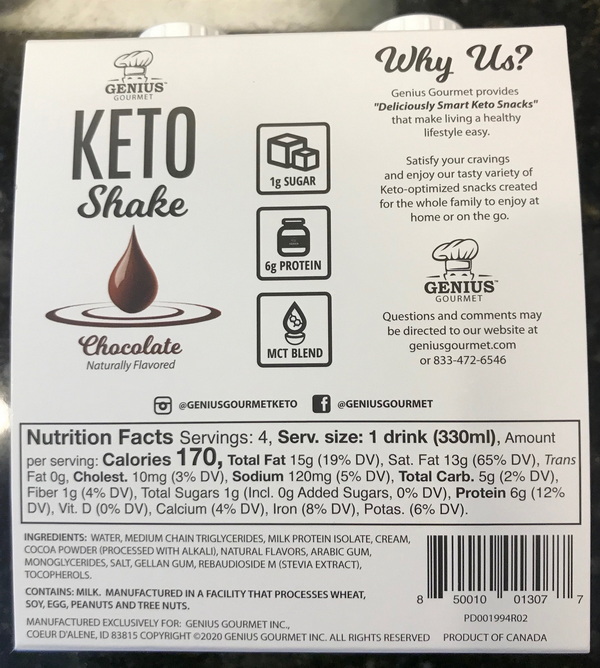 GENIUS™
GOURMET
KETO
Shake
Chocolate
Naturally Flavored
1g SUGAR
6g PROTEIN
MCT BLEND
Why Us?
Genius Gourmet provides
"Deliciously Smart Keto Snacks"
that make living a healthy
lifestyle easy.
Satisfy your cravings
and enjoy our tasty variety of
Keto-optimized snacks created
for the whole family to enjoy at
home or on the go.
GENIUS™
GOURMET
Questions and comments may
be directed to our website at
geniusgourmet.com
or 833-472-6546
@GENIUSGOURMETKETO f @GENIUSGOURMET
Nutrition Facts Servings: 4, Serv. size: 1 drink (330ml), Amount
per serving: Calories 170, Total Fat 15g (19% DV), Sat. Fat 13g (65% DV), Trans
Fat 0g, Cholest. 10mg (3% DV), Sodium 120mg (5% DV), Total Carb. 5g (2% DV),
Fiber 1g (4% DV), Total Sugars 1g (Incl. 0g Added Sugars, 0% DV), Protein 6g (12%
DV), Vit. D (0% DV), Calcium (4% DV), Iron (8% DV), Potas. (6% DV).
INGREDIENTS: WATER, MEDIUM CHAIN TRIGLYCERIDES, MILK PROTEIN ISOLATE, CREAM,
COCOA POWDER (PROCESSED WITH ALKALI), NATURAL FLAVORS, ARABIC GUM,
MONOGLYCERIDES, SALT, GELLAN GUM, REBAUDIOSIDE M (STEVIA EXTRACT),
TOCOPHEROLS.
CONTAINS: MILK. MANUFACTURED IN A FACILITY THAT PROCESSES WHEAT,
SOY, EGG, PEANUTS AND TREE NUTS.
MANUFACTURED EXCLUSIVELY FOR: GENIUS GOURMET INC.,
COEUR D'ALENE, ID 83815 COPYRIGHT ©2020 GENIUS GOURMET INC. ALL RIGHTS RESERVED
8 50010 01307 7
PD001994R02
PRODUCT OF CANADA